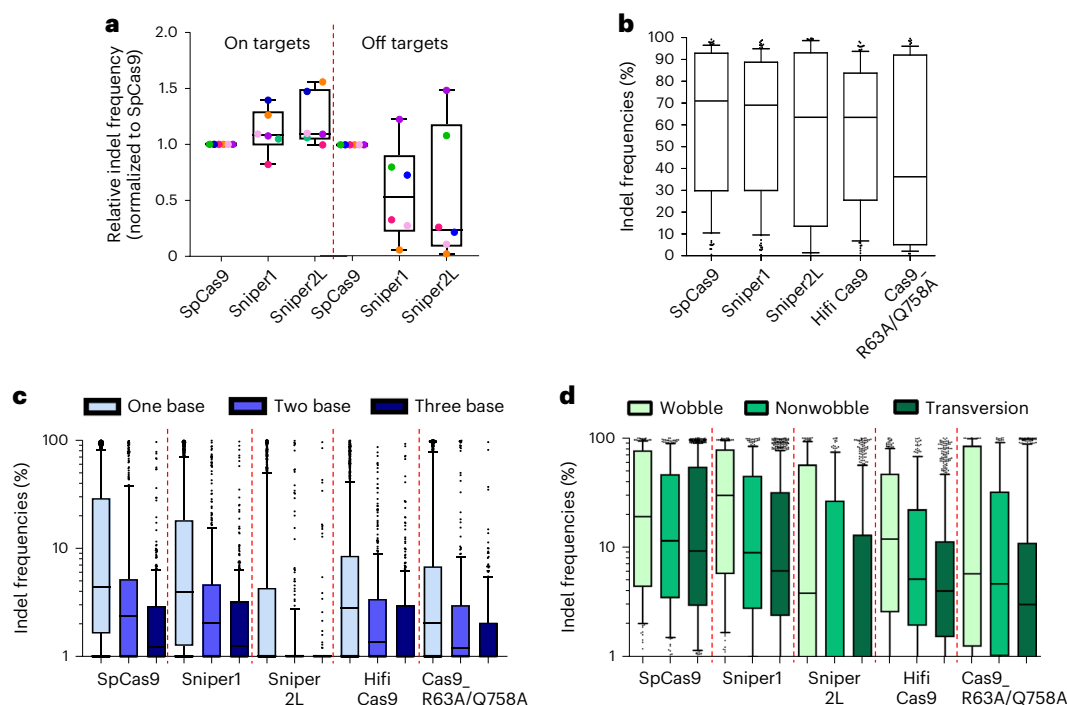 a
Relative indel frequency
(normalized to SpCas9)
2.0
1.5
1.0
0.5
0
On targets
Off targets
SpCas9
Sniper1
Sniper2L
SpCas9
Sniper1
Sniper2L
b
Indel frequencies (%)
100
90
80
70
60
50
40
30
20
10
0
SpCas9
Sniper1
Sniper2L
Hifi Cas9
Cas9_
R63A/Q758A
c
One base
Two base
Three base
Indel frequencies (%)
100
10
1
SpCas9
Sniper1
Sniper
2L
Hifi
Cas9
Cas9_
R63A/Q758A
d
Wobble
Nonwobble
Transversion
Indel frequencies (%)
100
10
1
SpCas9
Sniper1
Sniper
2L
Hifi
Cas9
Cas9_
R63A/Q758A